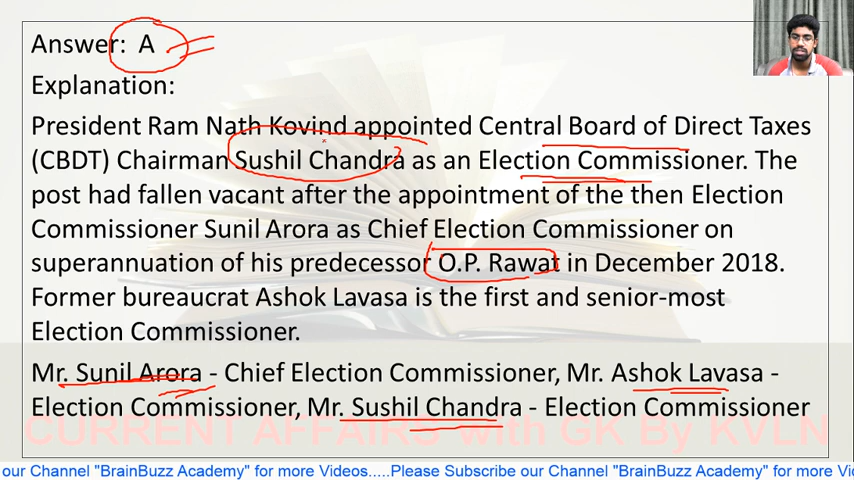 Answer: A
Explanation:
President Ram Nath Kovind appointed Central Board of Direct Taxes
(CBDT) Chairman Sushil Chandra as an Election Commissioner. The
post had fallen vacant after the appointment of the then Election
Commissioner Sunil Arora as Chief Election Commissioner on
superannuation of his predecessor O.P. Rawat in December 2018.
Former bureaucrat Ashok Lavasa is the first and senior-most
Election Commissioner.
Mr. Sunil Arora - Chief Election Commissioner, Mr. Ashok Lavasa -
Election Commissioner, Mr. Sushil Chandra - Election Commissioner
CURRENT AFFAIRS with GK By KVLN
our Channel "BrainBuzz Academy" for more Videos.....Please Subscribe our Channel "BrainBuzz Academy" for more Vi